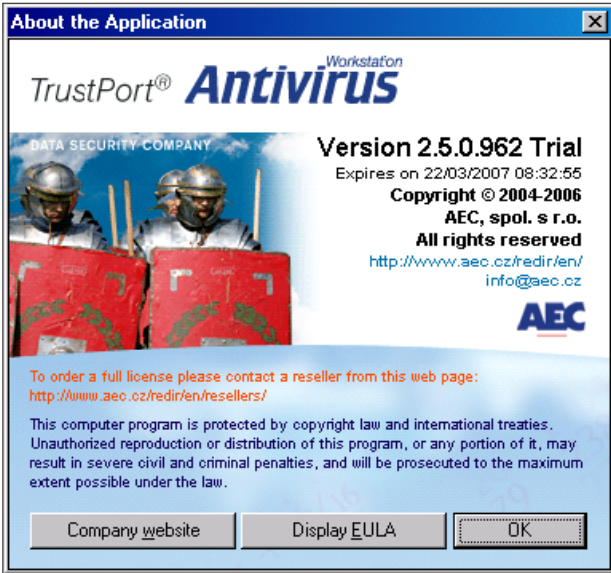 About the Application
Workstation
TrustPort® Antivirus
DATA SECURITY COMPANY
Version 2.5.0.962 Trial
Expires on 22/03/2007 08:32:55
Copyright © 2004-2006
AEC, spol. s r.o.
All rights reserved
http://www.aec.cz/redir/en/
info@aec.cz
AEC
To order a full license please contact a reseller from this web page:
http://www.aec.cz/redir/en/resellers/
This computer program is protected by copyright law and international treaties.
Unauthorized reproduction or distribution of this program, or any portion of it, may
result in severe civil and criminal penalties, and will be prosecuted to the maximum
extent possible under the law.
Company website
Display EULA
OK